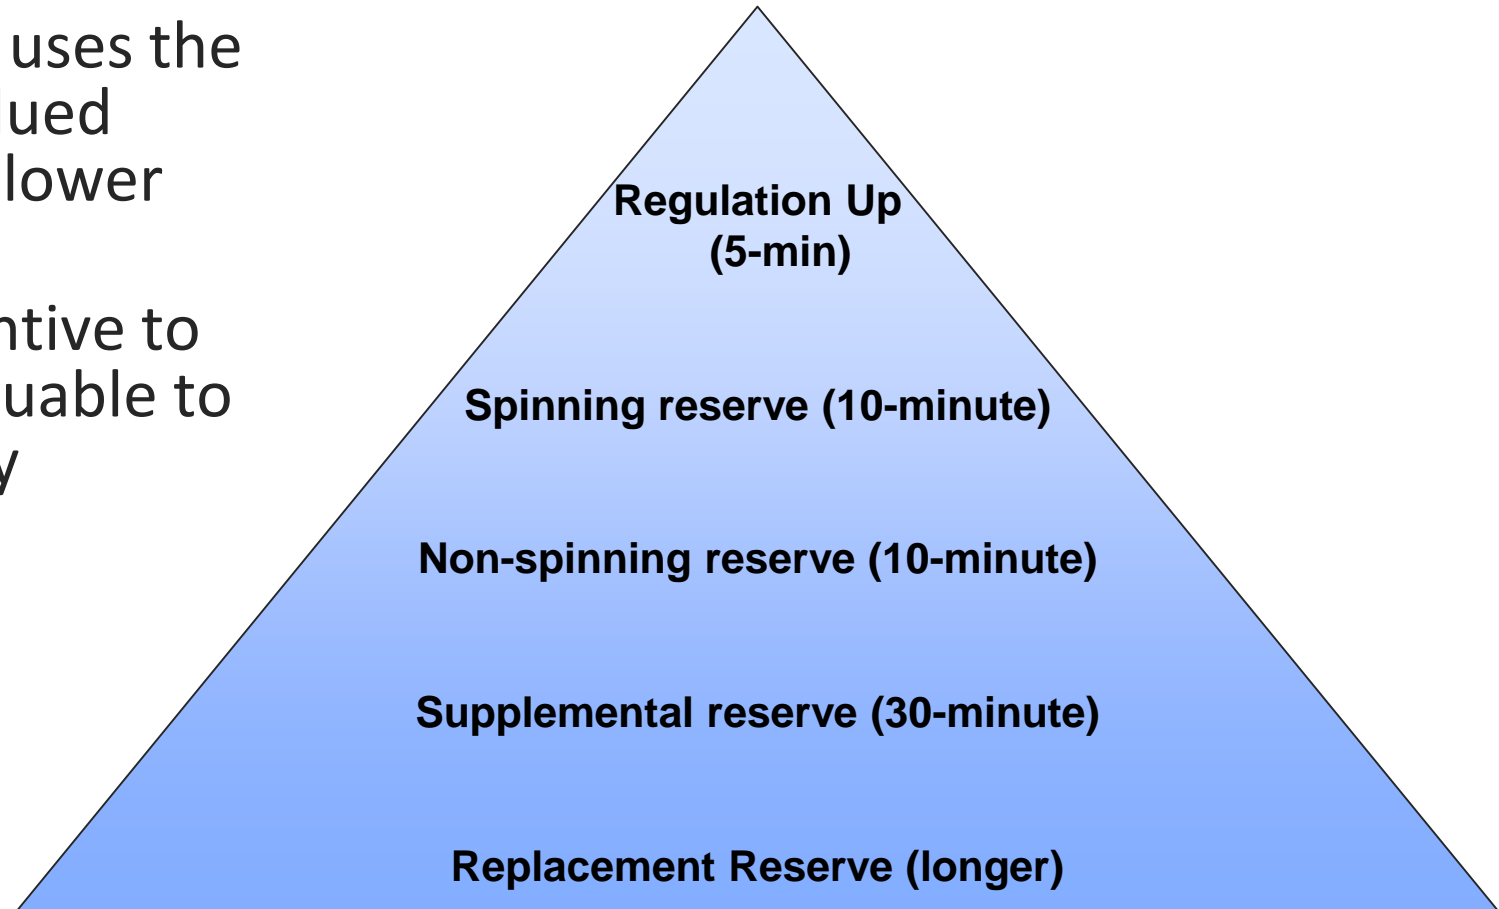 uses the
lued
lower
ntive to
uable to
y
Regulation Up
(5-min)
Spinning reserve (10-minute)
Non-spinning reserve (10-minute)
Supplemental reserve (30-minute)
Replacement Reserve (longer)